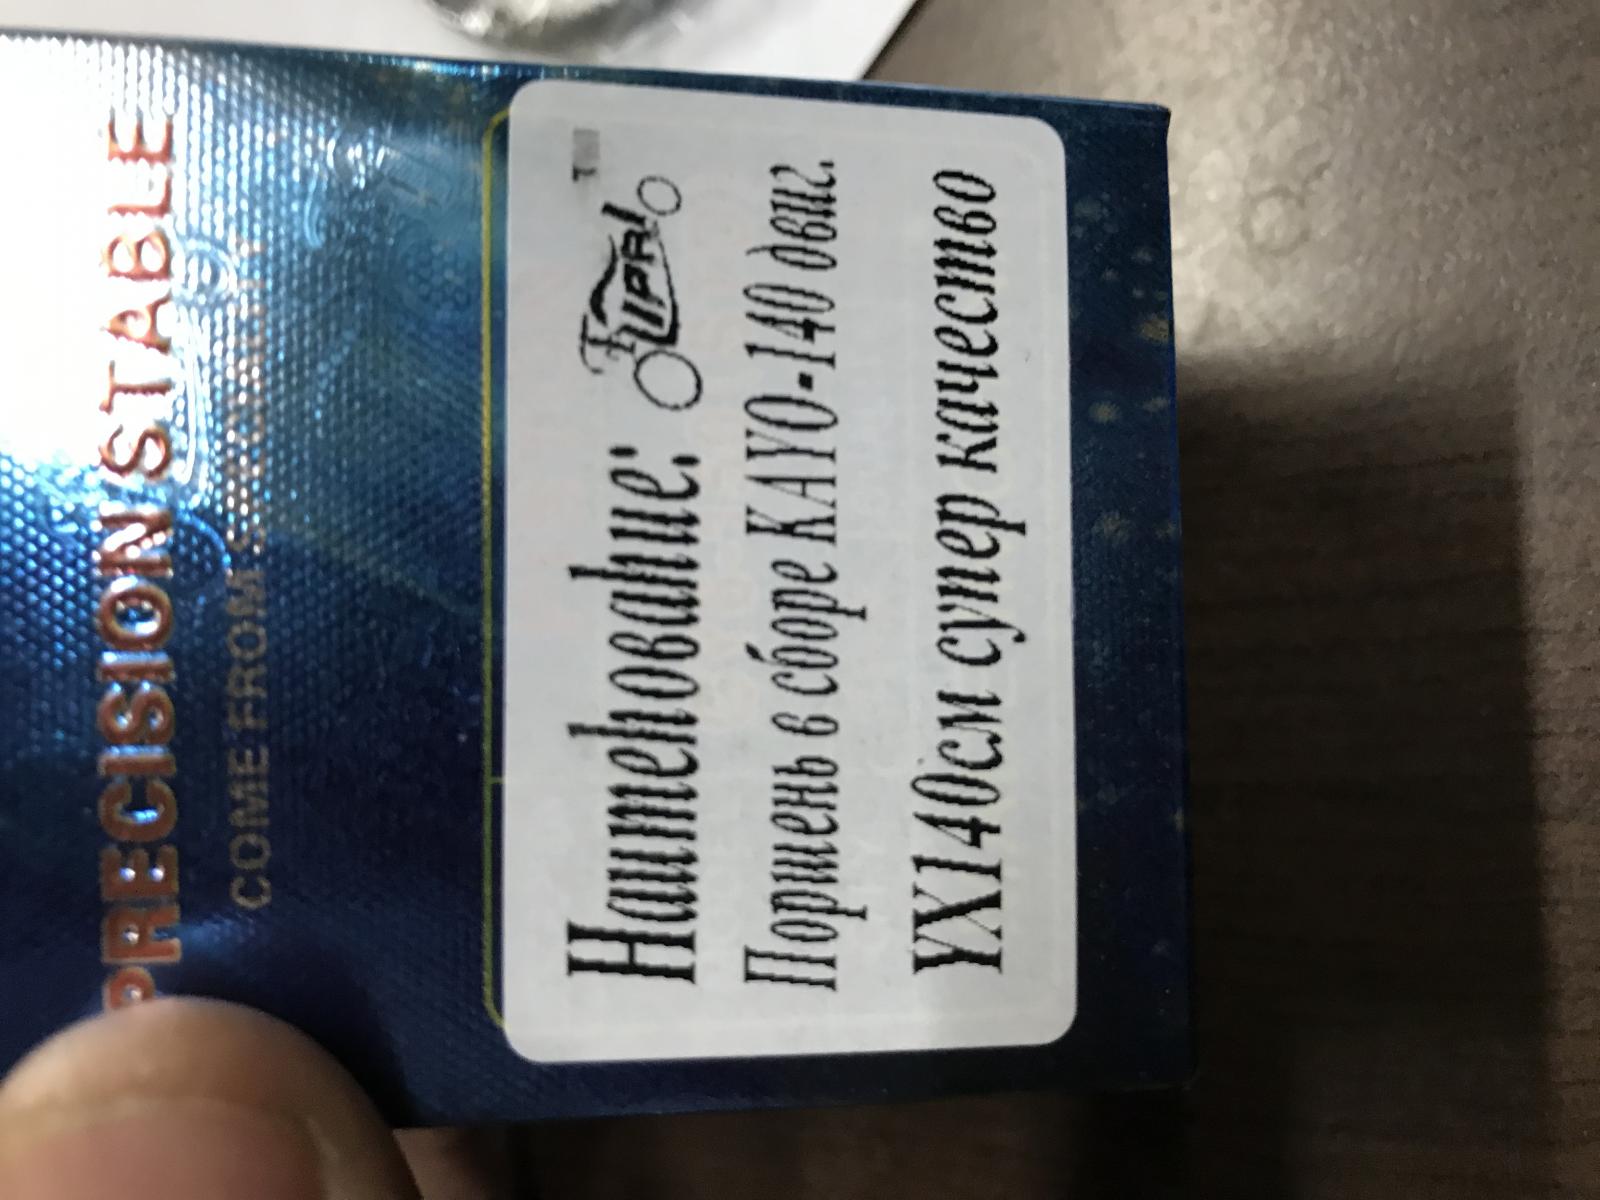 PRECISION STABLE
COME FROM
Наименование:
Поршень в сборе KAYO-140 двиг.
YX140см супер качество